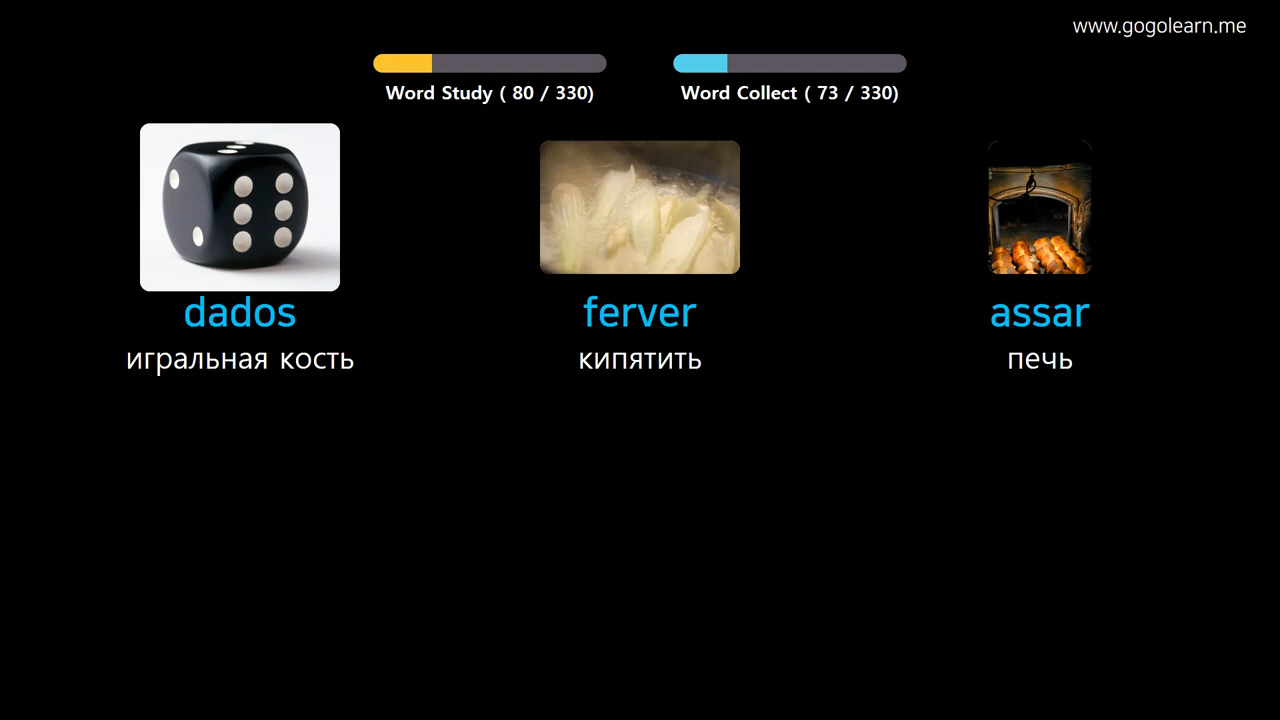 www.gogolearn.me
Word Study ( 80 / 330)
Word Collect ( 73 / 330)
dados
ferver
assar
игральная кость
кипятить
печь